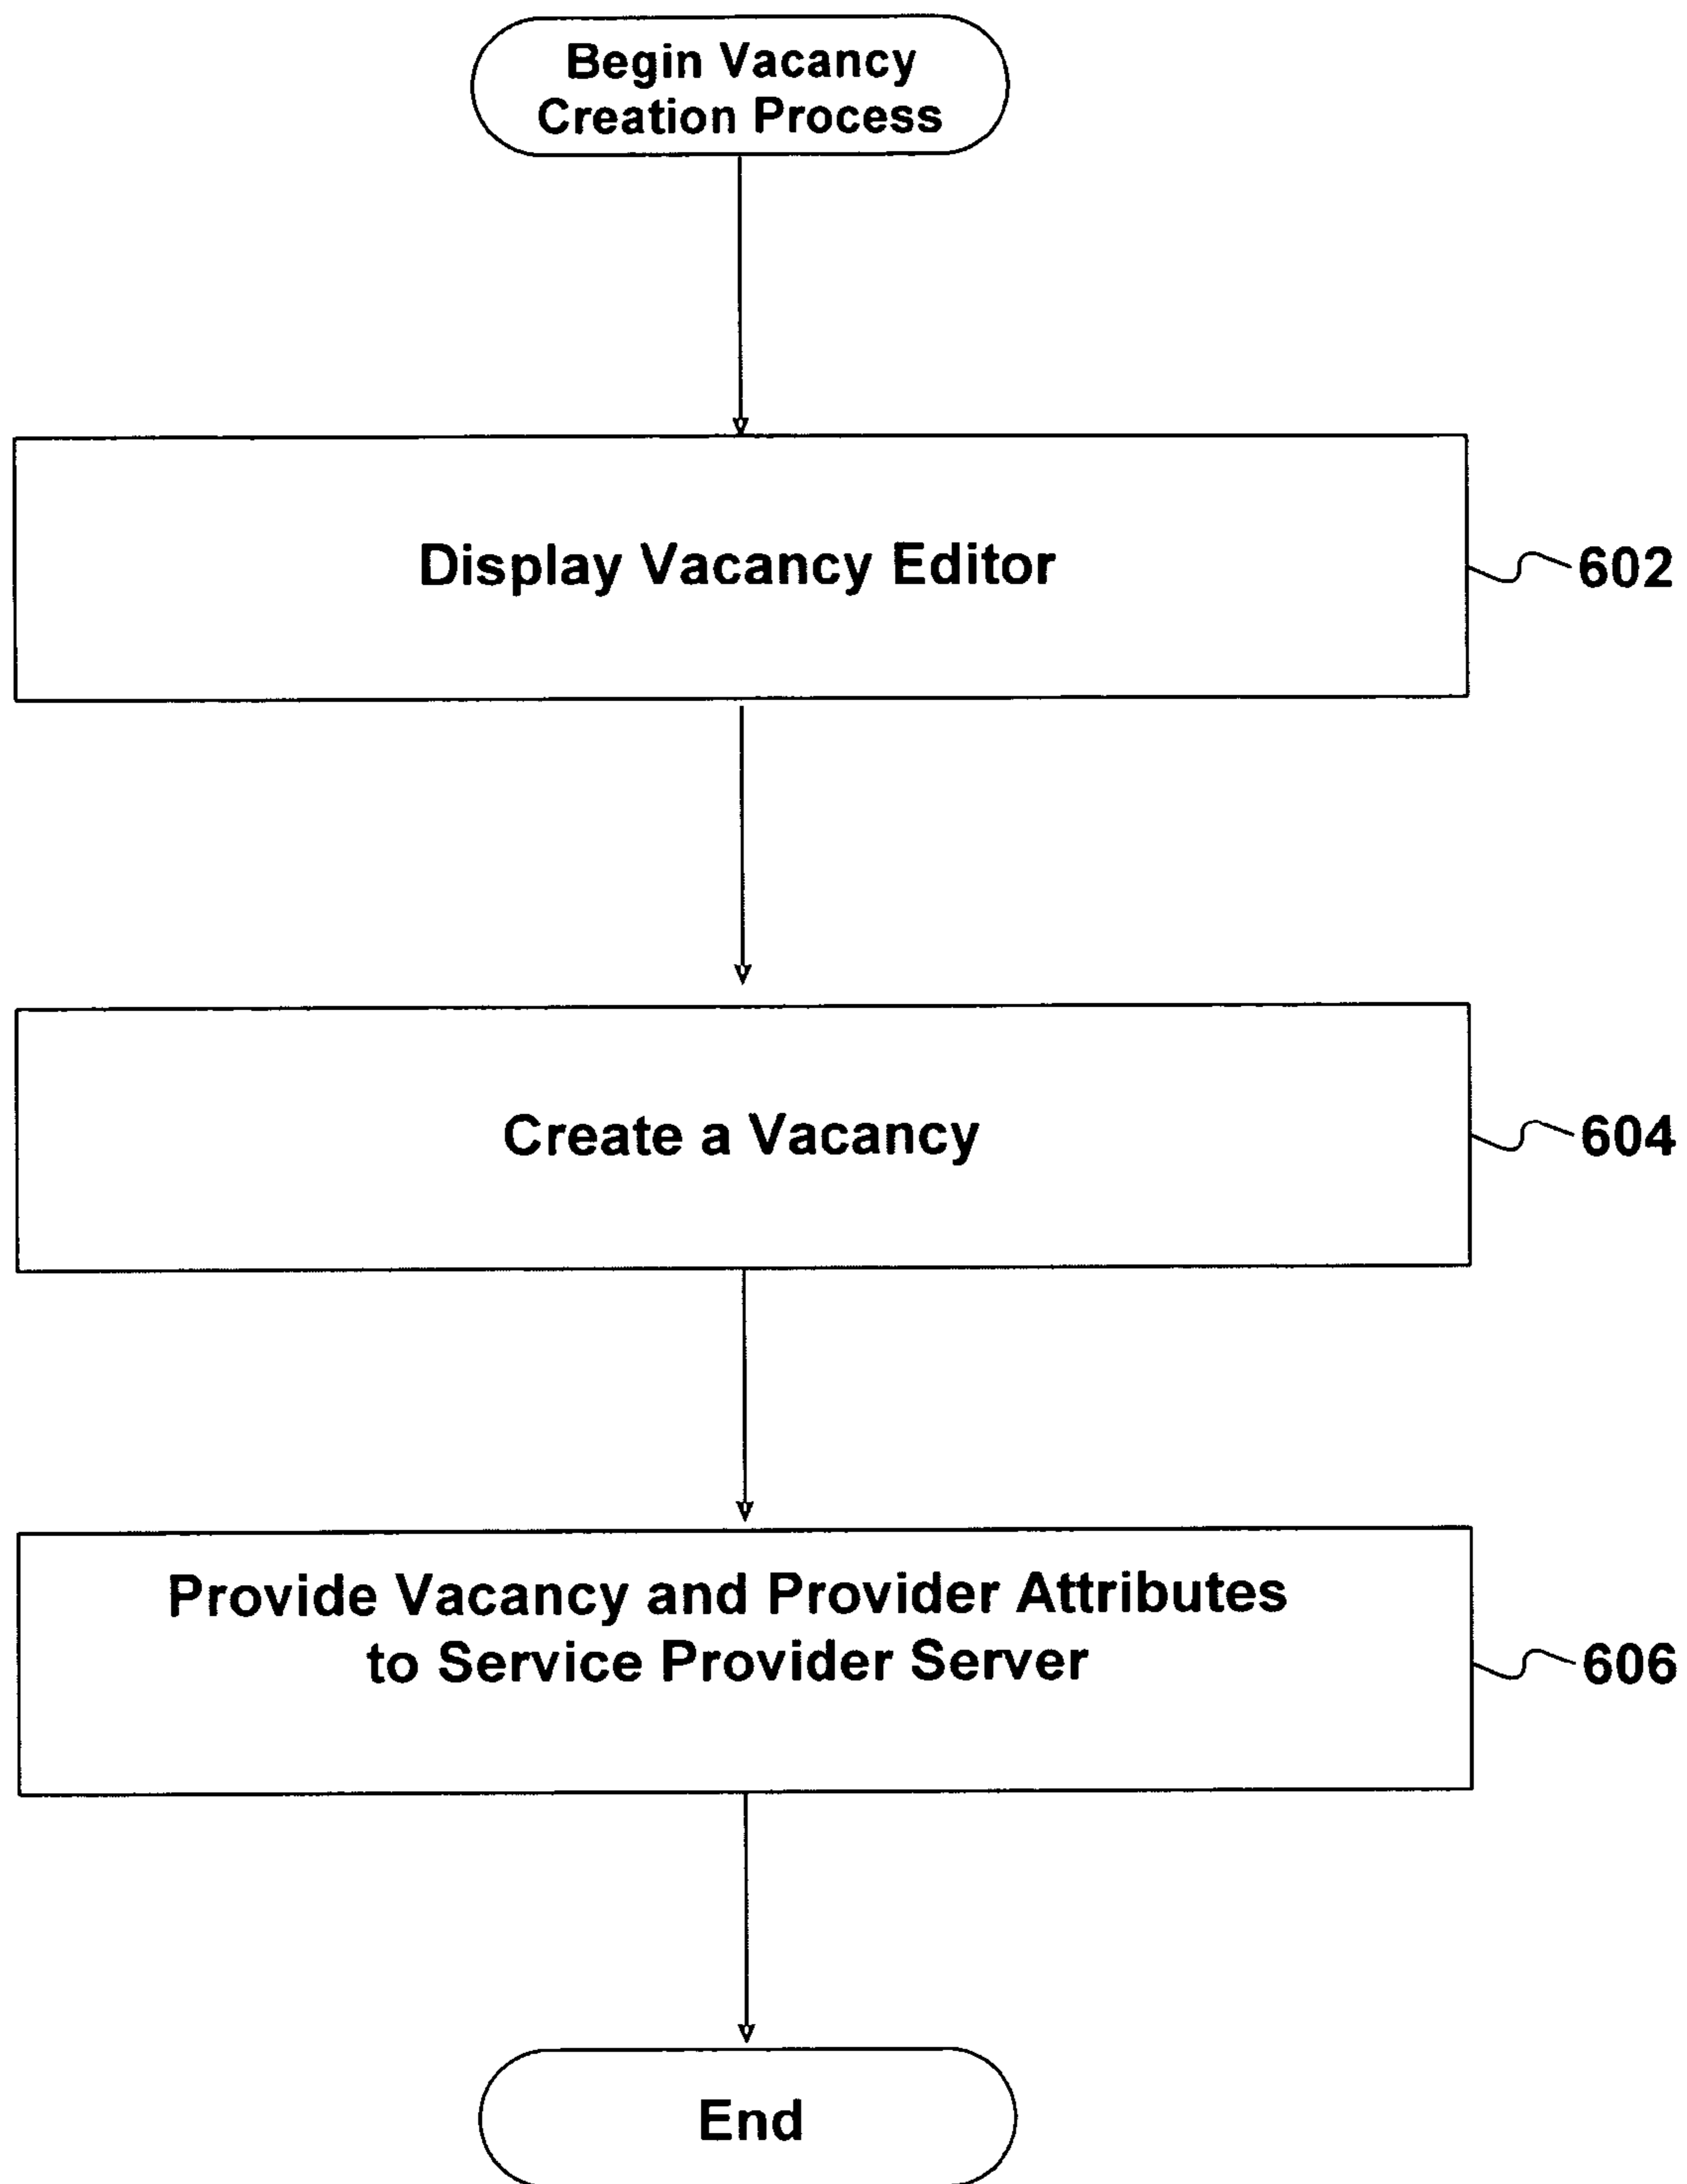 Begin Vacancy
Creation Process
Display Vacancy Editor
602
Create a Vacancy
604
Provide Vacancy and Provider Attributes
to Service Provider Server
606
End